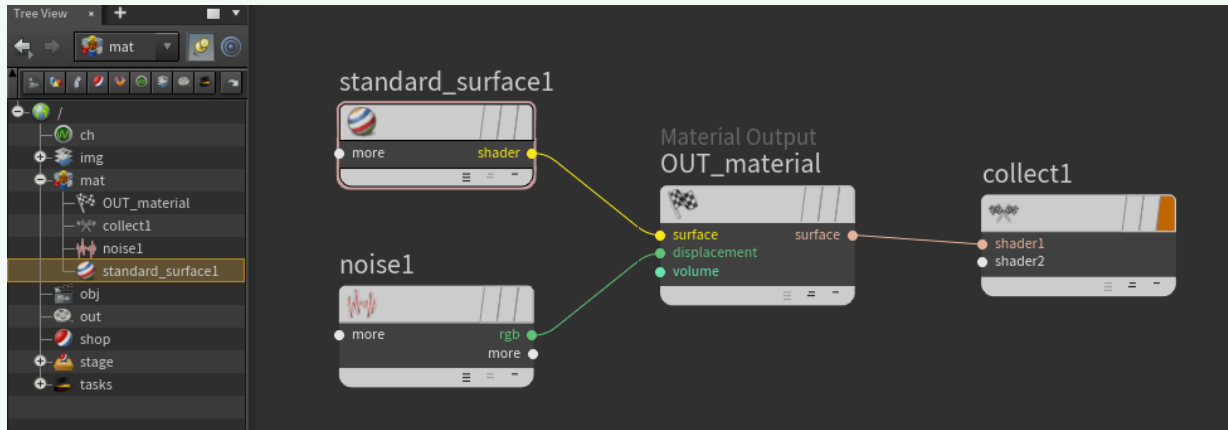 Tree View × +
mat
/
ch
img
mat
OUT_material
collect1
noise1
standard_surface1
obj
out
shop
stage
tasks
standard_surface1
more shader
noise1
more rgb
more
Material Output
OUT_material
surface surface
displacement
volume
collect1
shader1
shader2